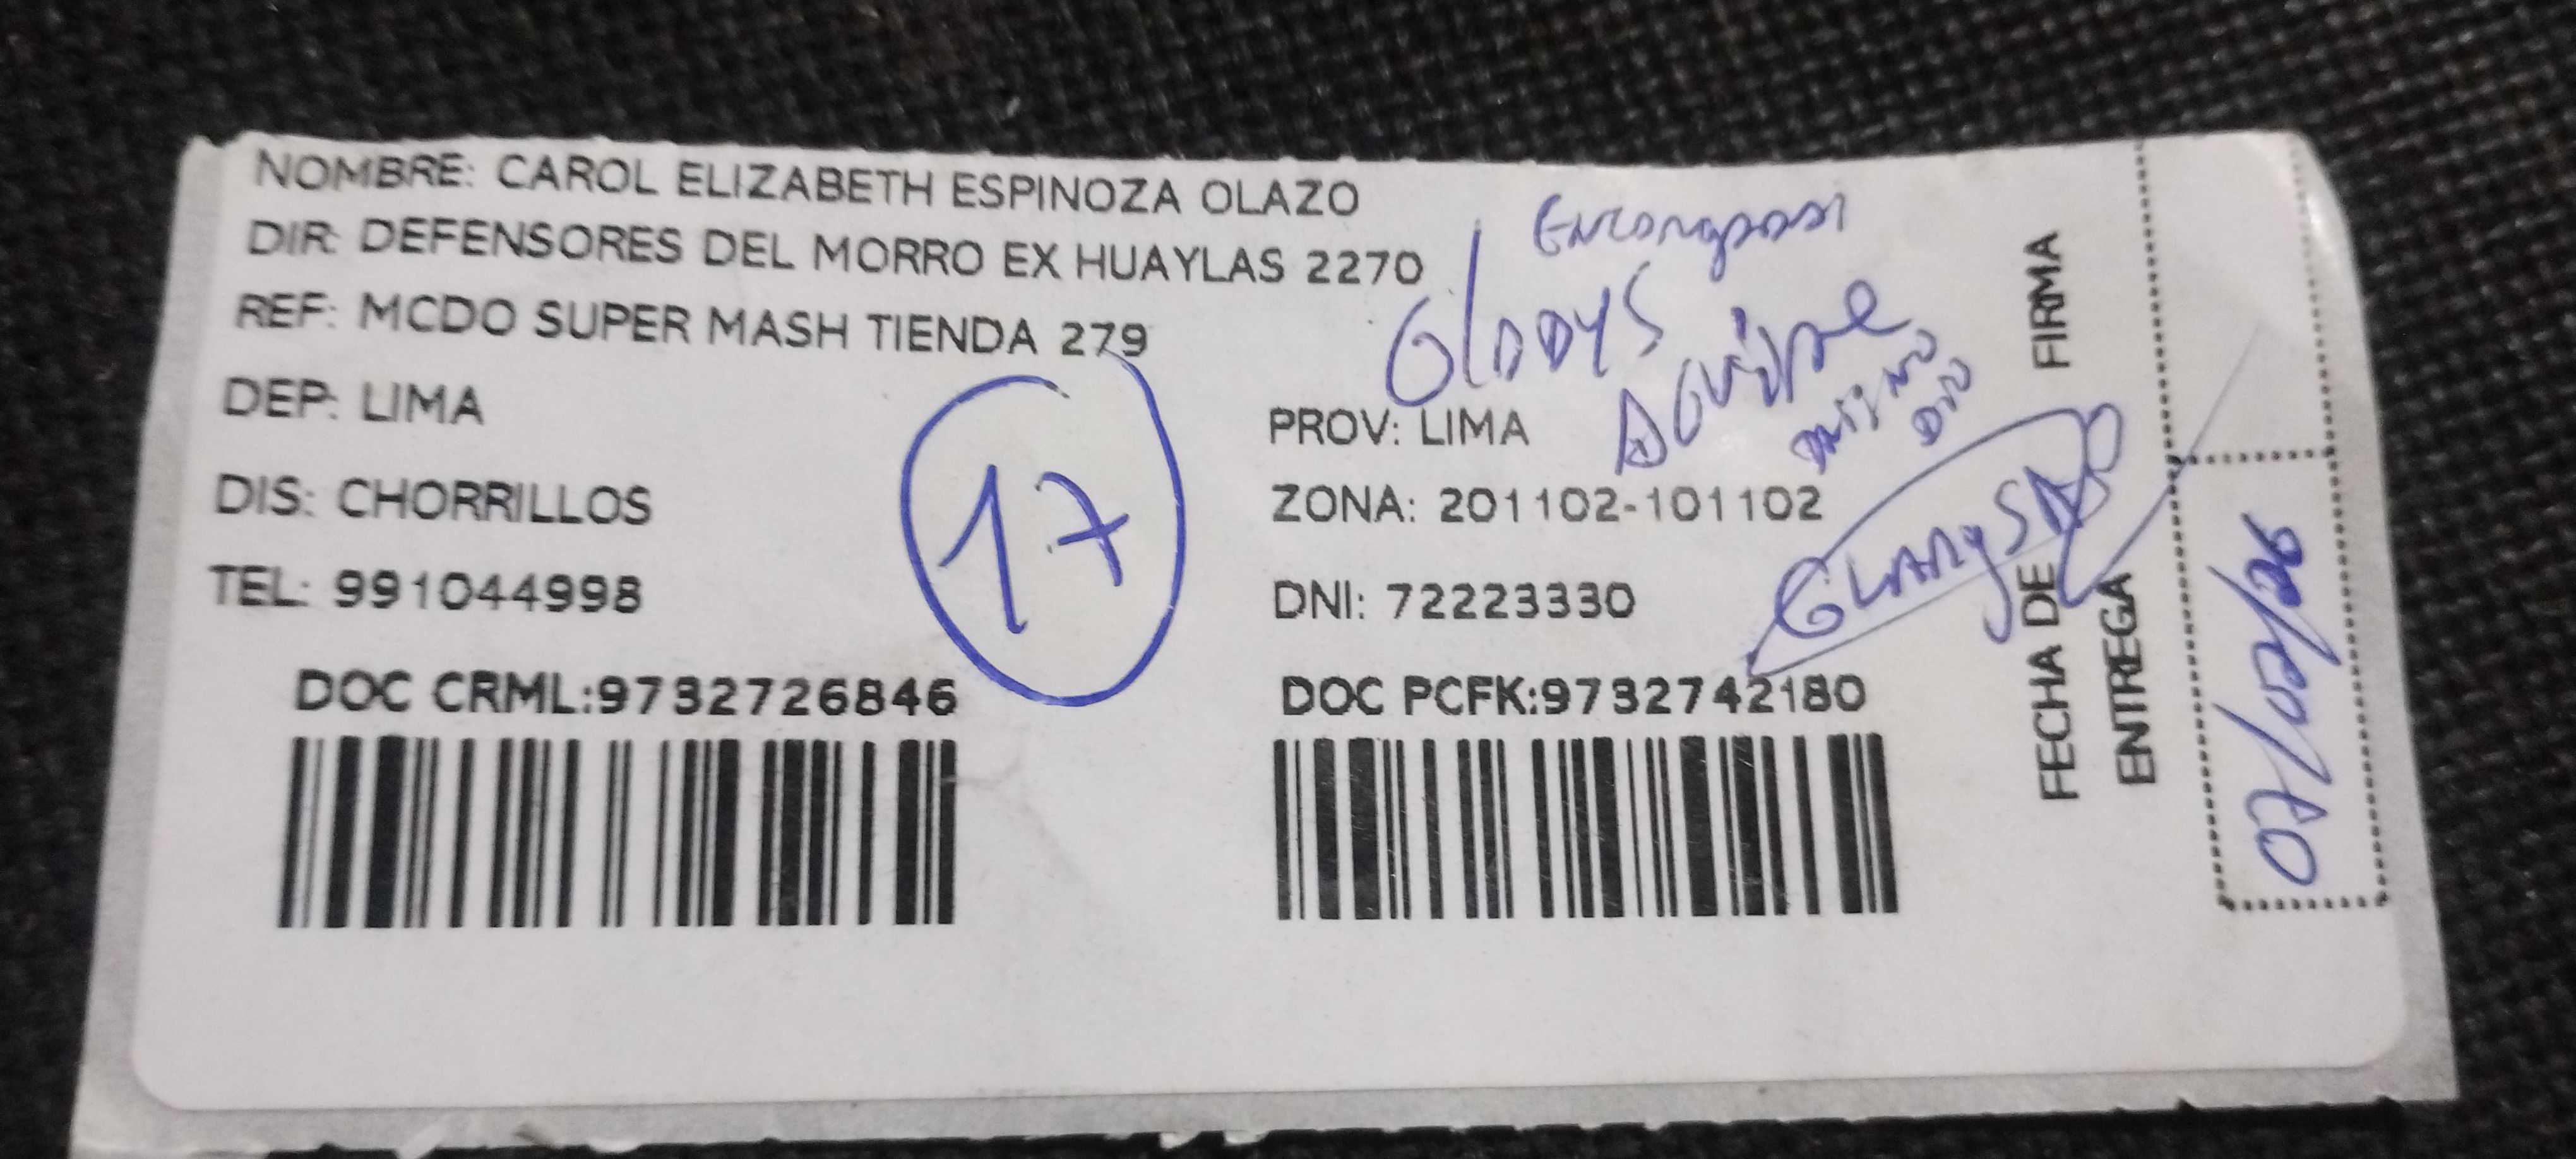 NOMBRE: CAROL ELIZABETH ESPINOZA OLAZO
DIR: DEFENSORES DEL MORRO EX HUAYLAS 2270
REF: MCDO SUPER MASH TIENDA 279
DEP: LIMA
PROV: LIMA
DIS: CHORRILLOS
ZONA: 201102-101102
TEL: 991044998
DNI: 72223330
DOC CRML:9732726846
DOC PCFK:9732742180
17
Gladys
Aguirre
FIRMA
FECHA DE
ENTREGA